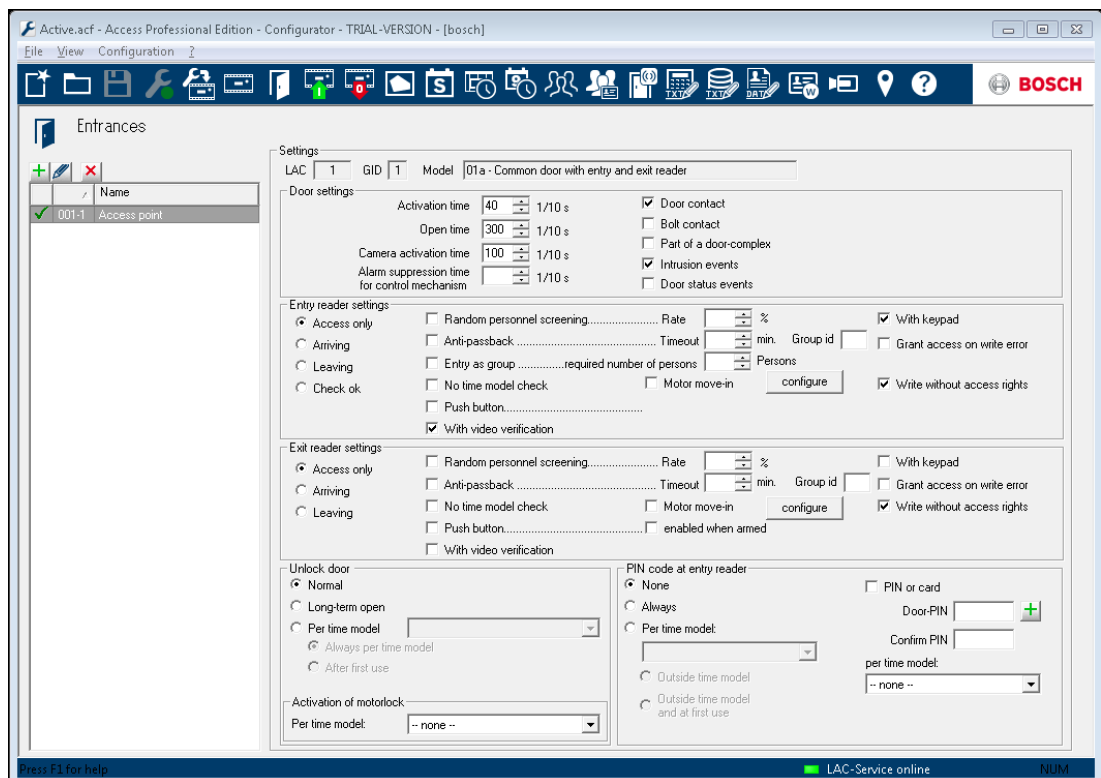 Active.acf - Access Professional Edition - Configurator - TRIAL-VERSION - [bosch]
File View Configuration ?
S TXT TXT DATA W ? BOSCH
Entrances
Settings
LAC 1 GID 1 Model 01a - Common door with entry and exit reader
Name
001-1 Access point
Door settings
Activation time 40 1/10 s Door contact
Bolt contact
Open time 300 1/10 s
Part of a door-complex
Camera activation time 100 1/10 s
Intrusion events
Alarm suppression time
for control mechanism 1/10 s Door status events
Entry reader settings
Access only Random personnel screening......................... Rate % With keypad
Arriving Anti-passback ................................................ Timeout min. Group id Grant access on write error
Leaving Entry as group ..............required number of persons Persons
Check ok No time model check Motor move-in configure Write without access rights
Push button...............................................
With video verification
Exit reader settings
Access only Random personnel screening......................... Rate % With keypad
Arriving Anti-passback ................................................ Timeout min. Group id Grant access on write error
Leaving No time model check Motor move-in configure Write without access rights
Push button............................................... enabled when armed
With video verification
Unlock door
Normal
Long-term open
Per time model
Always per time model
After first use
Activation of motorlock
Per time model: -- none --
PIN code at entry reader
None PIN or card
Always Door-PIN
Per time model: Confirm PIN
per time model:
Outside time model -- none --
Outside time model
and at first use
Press F1 for help LAC-Service online NUM